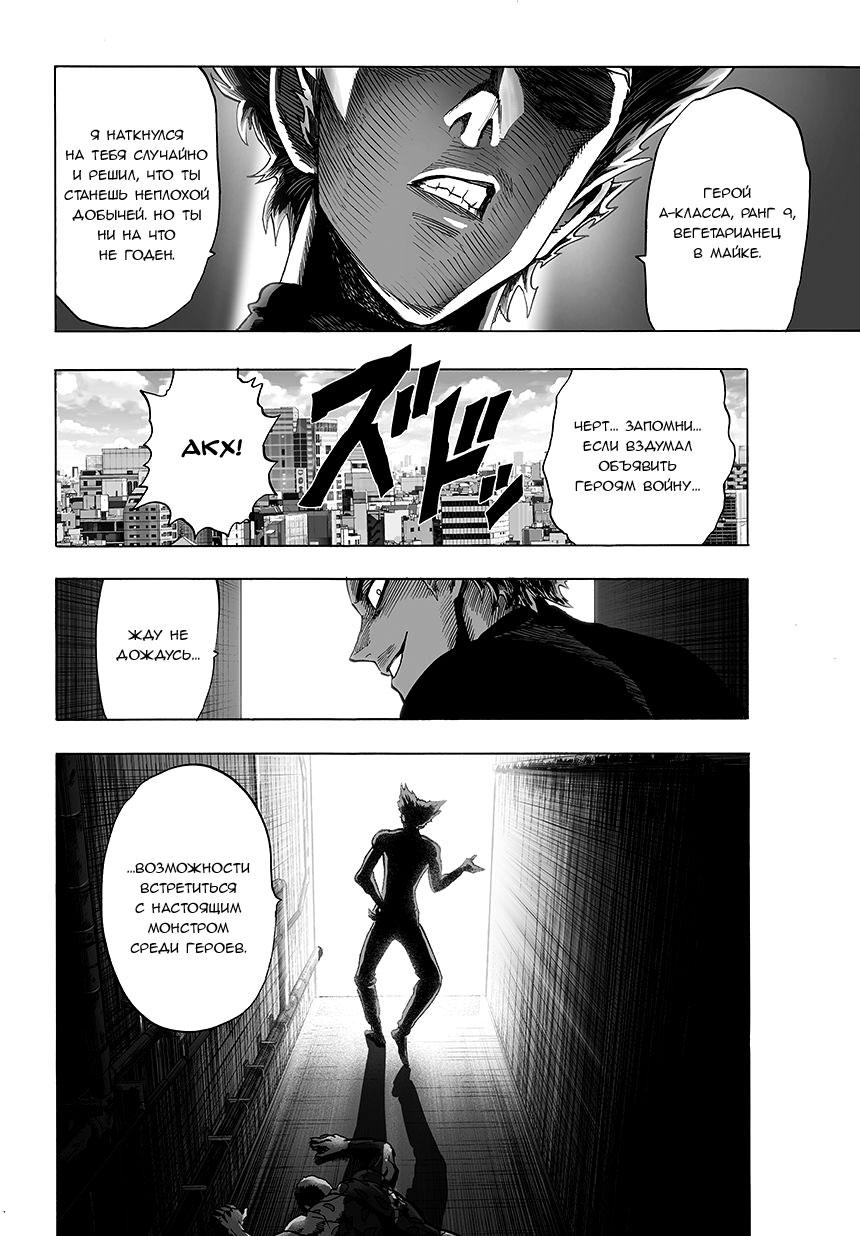 ГЕРОЙ
А-КЛАССА, РАНГ 9,
ВЕГЕТАРИАНЕЦ
В МАЙКЕ.
Я НАТКНУЛСЯ
НА ТЕБЯ СЛУЧАЙНО
И РЕШИЛ, ЧТО ТЫ
СТАНЕШЬ НЕПЛОХОЙ
ДОБЫЧЕЙ. НО ТЫ
НИ НА ЧТО
НЕ ГОДЕН.
ЧЕРТ... ЗАПОМНИ...
ЕСЛИ ВЗДУМАЛ
ОБЪЯВИТЬ
ГЕРОЯМ ВОЙНУ...
ズドッ
АКХ!
ЖДУ НЕ
ДОЖДУСЬ...
...ВОЗМОЖНОСТИ
ВСТРЕТИТЬСЯ
С НАСТОЯЩИМ
МОНСТРОМ
СРЕДИ ГЕРОЕВ.